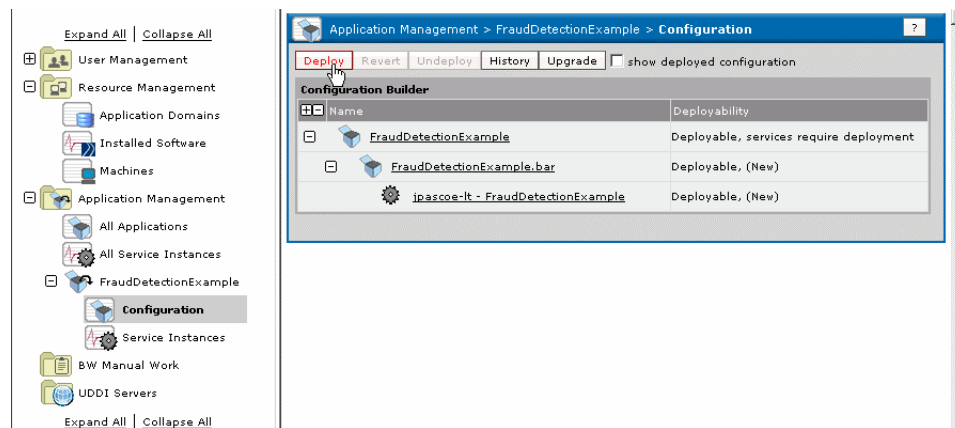 Expand All | Collapse All
User Management
Resource Management
Application Domains
Installed Software
Machines
Application Management
All Applications
All Service Instances
FraudDetectionExample
Configuration
Service Instances
BW Manual Work
UDDI Servers
Expand All | Collapse All
Application Management > FraudDetectionExample > Configuration ?
Deploy Revert Undeploy History Upgrade show deployed configuration
Configuration Builder
Name Deployability
FraudDetectionExample Deployable, services require deployment
FraudDetectionExample.bar Deployable, (New)
jpascoe-lt - FraudDetectionExample Deployable, (New)